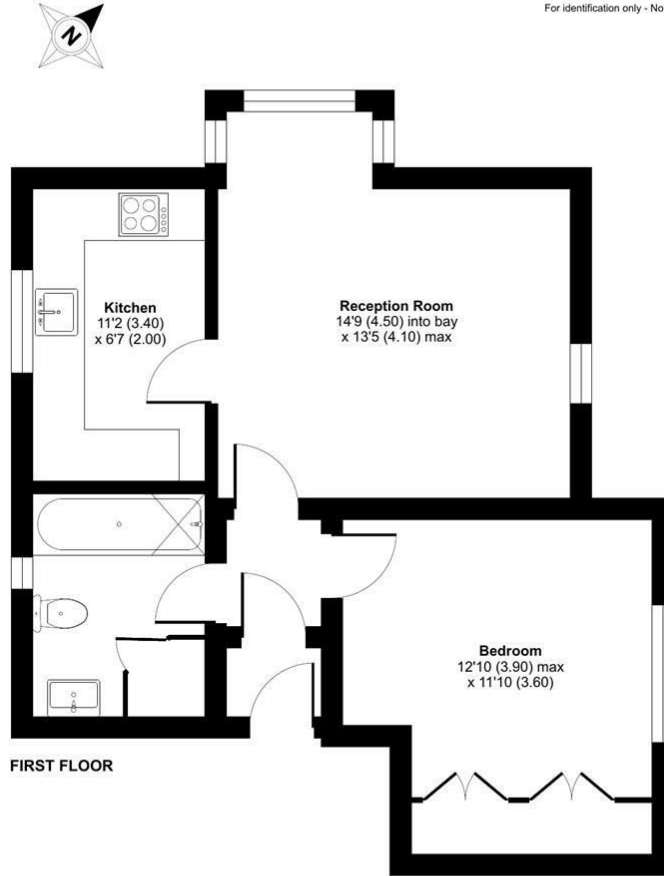 For identification only - No
N
Kitchen
11'2 (3.40)
x 6'7 (2.00)
Reception Room
14'9 (4.50) into bay
x 13'5 (4.10) max
Bedroom
12'10 (3.90) max
x 11'10 (3.60)
FIRST FLOOR